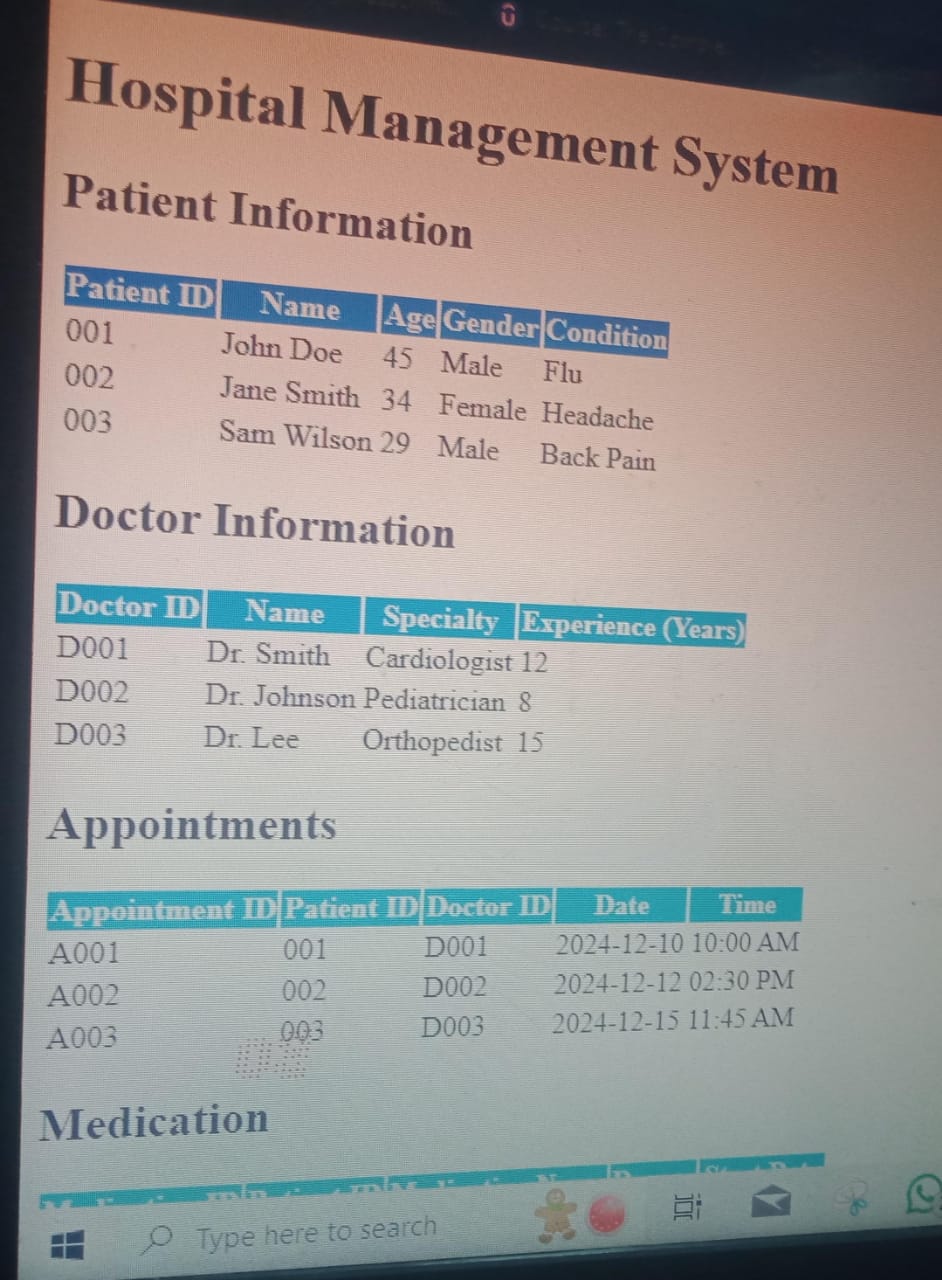 Hospital Management System
Patient Information
Patient ID Name Age Gender Condition
001 John Doe 45 Male Flu
002 Jane Smith 34 Female Headache
003 Sam Wilson 29 Male Back Pain
Doctor Information
Doctor ID Name Specialty Experience (Years)
D001 Dr. Smith Cardiologist 12
D002 Dr. Johnson Pediatrician 8
D003 Dr. Lee Orthopedist 15
Appointments
Appointment ID Patient ID Doctor ID Date Time
A001 001 D001 2024-12-10 10:00 AM
A002 002 D002 2024-12-12 02:30 PM
A003 003 D003 2024-12-15 11:45 AM
Medication
Type here to search